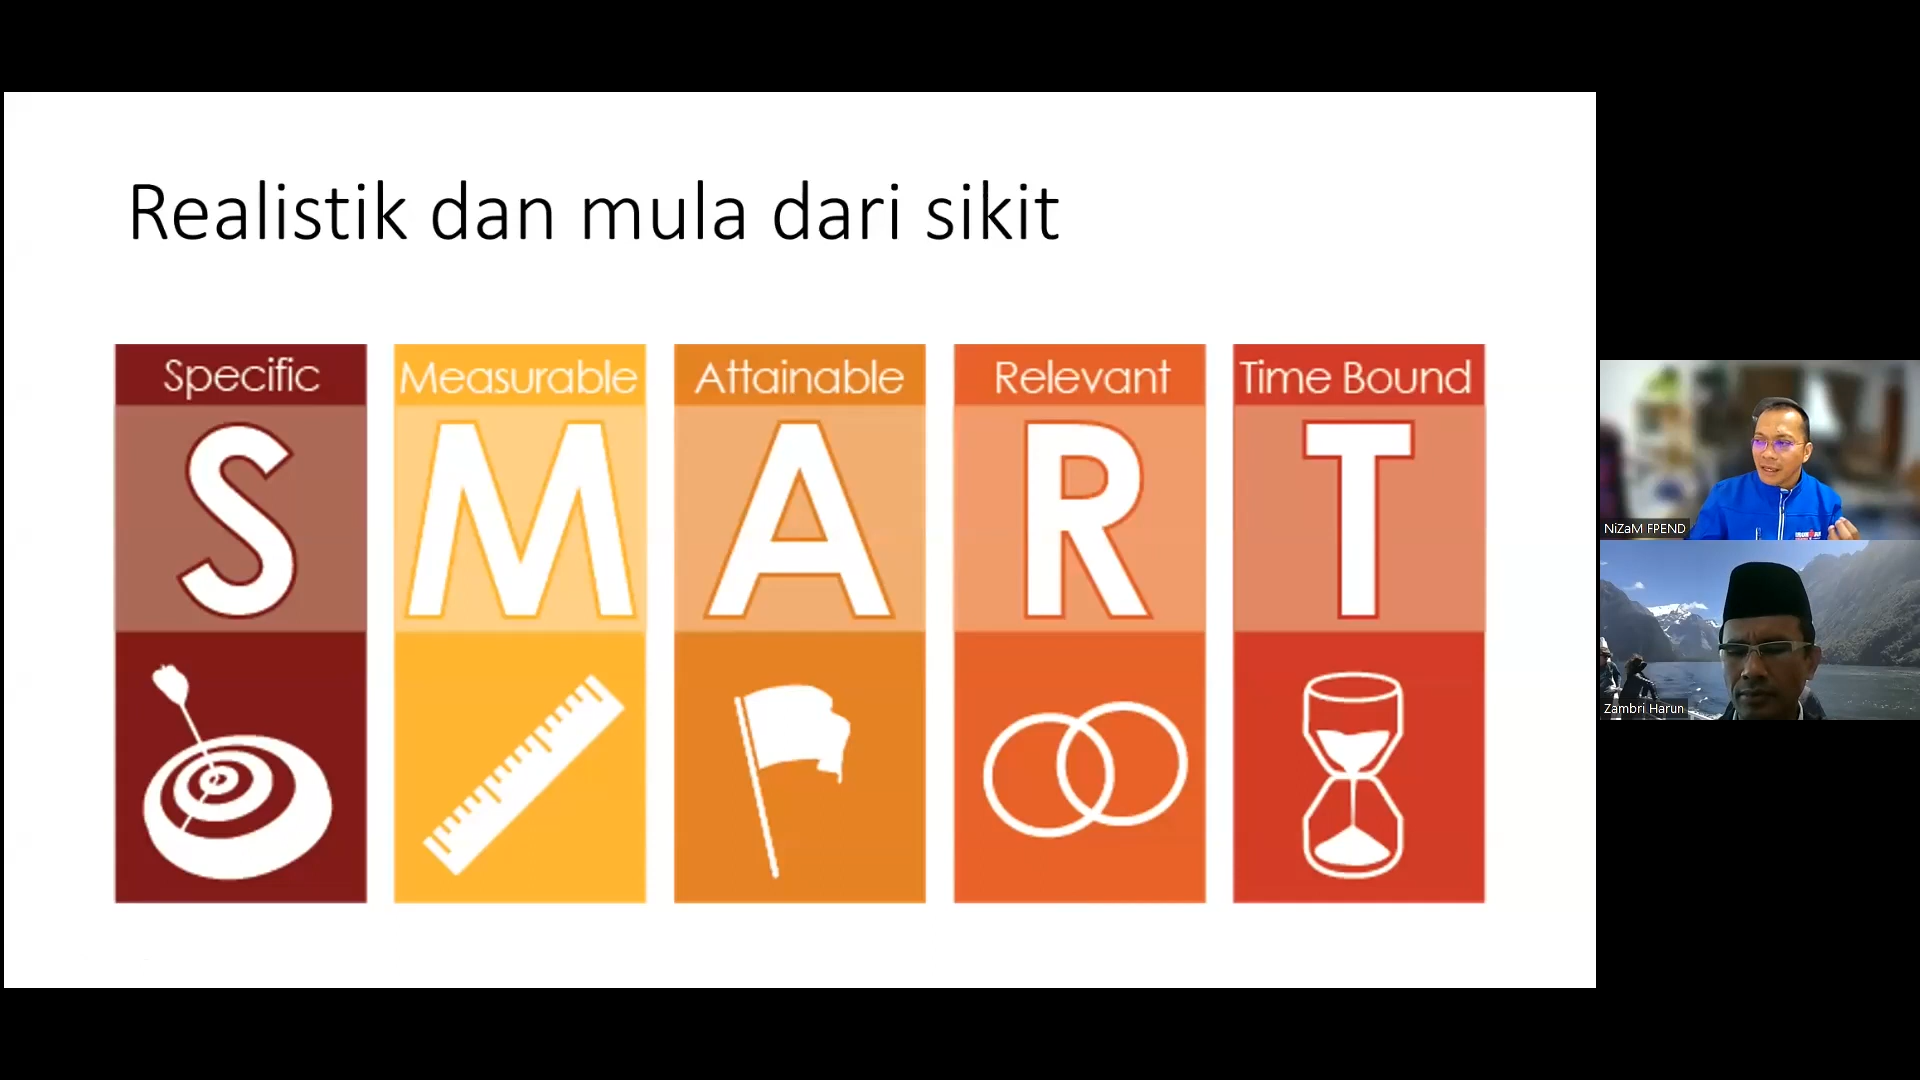 Realistik dan mula dari sikit
Specific
Measurable
Attainable
Relevant
Time Bound
S
M
A
R
T
NiZaM FPEND
Zambri Harun